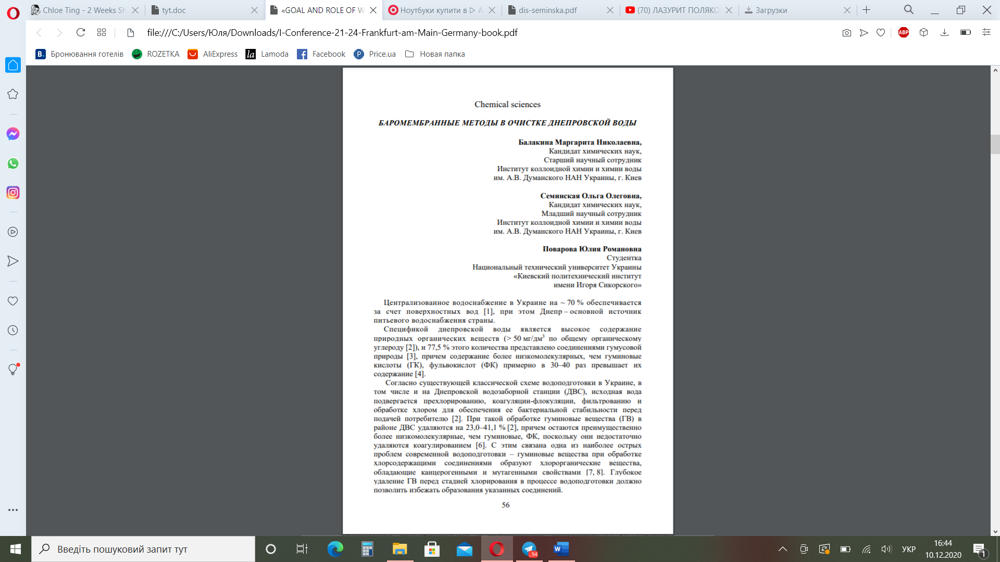 Chloe Ting - 2 Weeks Sh
tyt.doc
«GOAL AND ROLE OF W
Ноутбуки купити в ▷ А
dis-seminska.pdf
(70) ЛАЗУРИТ ПОЛЯКО
Загрузки
file:///C:/Users/Юля/Downloads/I-Conference-21-24-Frankfurt-am-Main-Germany-book.pdf
ABP
B. Бронювання готелів
ROZETKA
AliExpress
la Lamoda
Facebook
P Price.ua
Новая папка
Chemical sciences
БАРОМЕМБРАННЫЕ МЕТОДЫ В ОЧИСТКЕ ДНЕПРОВСКОЙ ВОДЫ
Балакина Маргарита Николаевна,
Кандидат химических наук,
Старший научный сотрудник
Институт коллоидной химии и химии воды
им. А.В. Думанского НАН Украины, г. Киев
Семинская Ольга Олеговна,
Кандидат химических наук,
Младший научный сотрудник
Институт коллоидной химии и химии воды
им. А.В. Думанского НАН Украины, г. Киев
Поварова Юлия Романовна
Студентка
Национальный технический университет Украины
«Киевский политехнический институт
имени Игоря Сикорского»
Централизованное водоснабжение в Украине на ~ 70 % обеспечивается
за счет поверхностных вод [1], при этом Днепр – основной источник
питьевого водоснабжения страны.
Спецификой днепровской воды является высокое содержание
природных органических веществ (> 50 мг/дм³ по общему органическому
углероду [2]), и 77,5 % этого количества представлено соединениями гумусовой
природы [3], причем содержание более низкомолекулярных, чем гуминовые
кислоты (ГК), фульвокислот (ФК) примерно в 30–40 раз превышает их
содержание [4].
Согласно существующей классической схеме водоподготовки в Украине, в
том числе и на Днепровской водозаборной станции (ДВС), исходная вода
подвергается прехлорированию, коагуляции-флокуляции, фильтрованию и
обработке хлором для обеспечения ее бактериальной стабильности перед
подачей потребителю [2]. При такой обработке гуминовые вещества (ГВ) в
районе ДВС удаляются на 23,0–41,1 % [2], причем остаются преимущественно
более низкомолекулярные, чем гуминовые, ФК, поскольку они недостаточно
удаляются коагулированием [6]. С этим связана одна из наиболее острых
проблем современной водоподготовки – гуминовые вещества при обработке
хлорсодержащими соединениями образуют хлорорганические вещества,
обладающие канцерогенными и мутагенными свойствами [7, 8]. Глубокое
удаление ГВ перед стадией хлорирования в процессе водоподготовки должно
позволить избежать образования указанных соединений.
56
Введіть пошуковий запит тут
..94
W
УКР
16:44
10.12.2020
1